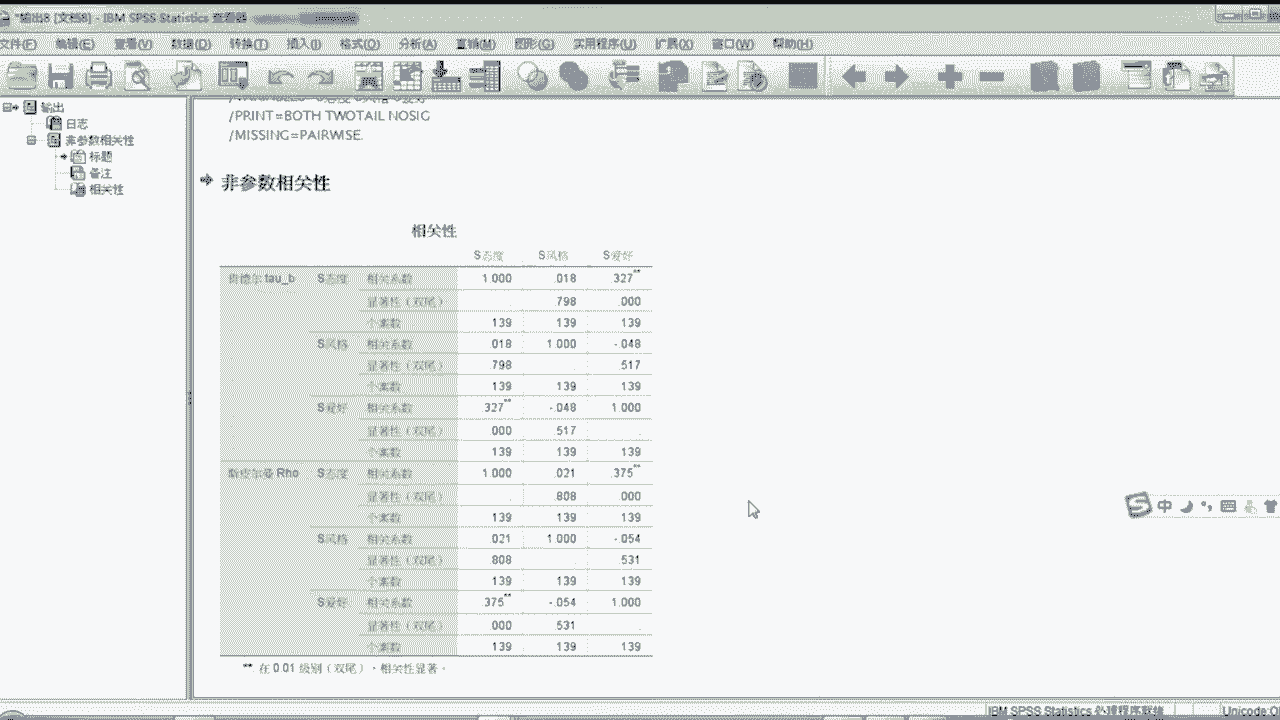 "输出8 [文档8] - IBM SPSS Statistics 查看器
文件(F) 编辑(E) 查看(V) 数据(D) 转换(T) 插入(I) 格式(O) 分析(A) 直销(M) 图形(G) 实用程序(U) 扩展(X) 窗口(W) 帮助(H)
输出
日志
非参数相关性
标题
备注
相关性
/PRINT=BOTH TWOTAIL NOSIG
/MISSING=PAIRWISE.
非参数相关性
相关性
S态度 S风格 S爱好
肯德尔 tau_b S态度 相关系数 1.000 .018 .327**
显著性（双尾） . .798 .000
个案数 139 139 139
S风格 相关系数 .018 1.000 -.048
显著性（双尾） .798 . .517
个案数 139 139 139
S爱好 相关系数 .327** -.048 1.000
显著性（双尾） .000 .517 .
个案数 139 139 139
斯皮尔曼 Rho S态度 相关系数 1.000 .021 .375**
显著性（双尾） . .808 .000
个案数 139 139 139
S风格 相关系数 .021 1.000 -.054
显著性（双尾） .808 . .531
个案数 139 139 139
S爱好 相关系数 .375** -.054 1.000
显著性（双尾） .000 .531 .
个案数 139 139 139
**. 在 0.01 级别（双尾），相关性显著。
中
IBM SPSS Statistics 处理程序就绪 Unicode:O